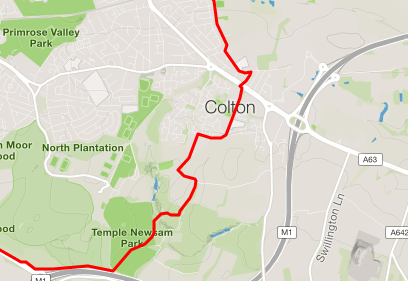 Primrose Valley
Park
Colton
n Moor
ood
North Plantation
A63
Swillington Ln
ood
Temple Newsam
Park
M1
A642
M1